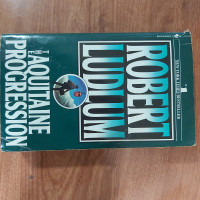 ROBERT
LUDLUM
THE
AQUITAINE
PROGRESSION